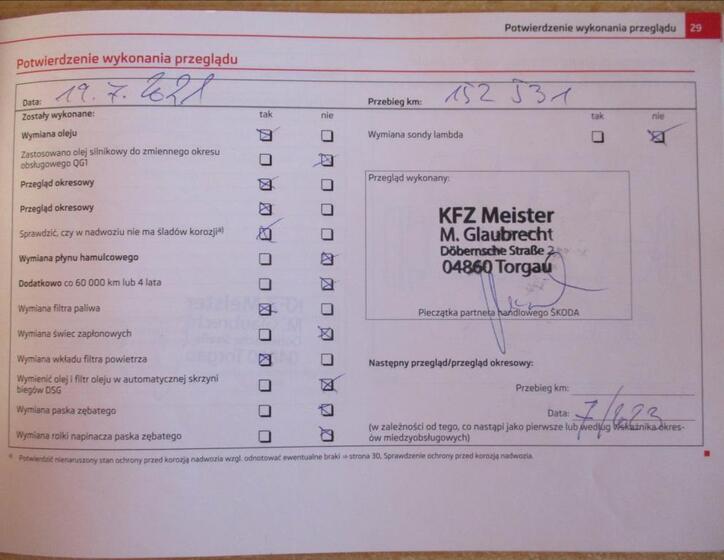 Potwierdzenie wykonania przeglądu 29
Potwierdzenie wykonania przeglądu
Data: 19.7.2021
Przebieg km: 152 531
Zostały wykonane: tak nie
tak nie
Wymiana oleju
Wymiana sondy lambda
Zastosowano olej silnikowy do zmiennego okresu
obsługowego QG1
Przegląd okresowy
Przegląd okresowy
Sprawdzić, czy w nadwoziu nie ma śladów korozji a)
Wymiana płynu hamulcowego
Dodatkowo co 60 000 km lub 4 lata
Wymiana filtra paliwa
Wymiana świec zapłonowych
Wymiana wkładu filtra powietrza
Wymienić olej i filtr oleju w automatycznej skrzyni
biegów DSG
Wymiana paska zębatego
Wymiana rolki napinacza paska zębatego
Przegląd wykonany:
KFZ Meister
M. Glaubrecht
Döbernsche Straße 2
04860 Torgau
Pieczątka partnera handlowego ŠKODA
Następny przegląd/przegląd okresowy:
Przebieg km:
Data: 7/2023
(w zależności od tego, co nastąpi jako pierwsze lub według wskaźnika okres-
ów miedzyobsługowych)
a) Potwierdzić nienaruszony stan ochrony przed korozją nadwozia wzgl. odnotować ewentualne braki ⇒ strona 30, Sprawdzenie ochrony przed korozją nadwozia.